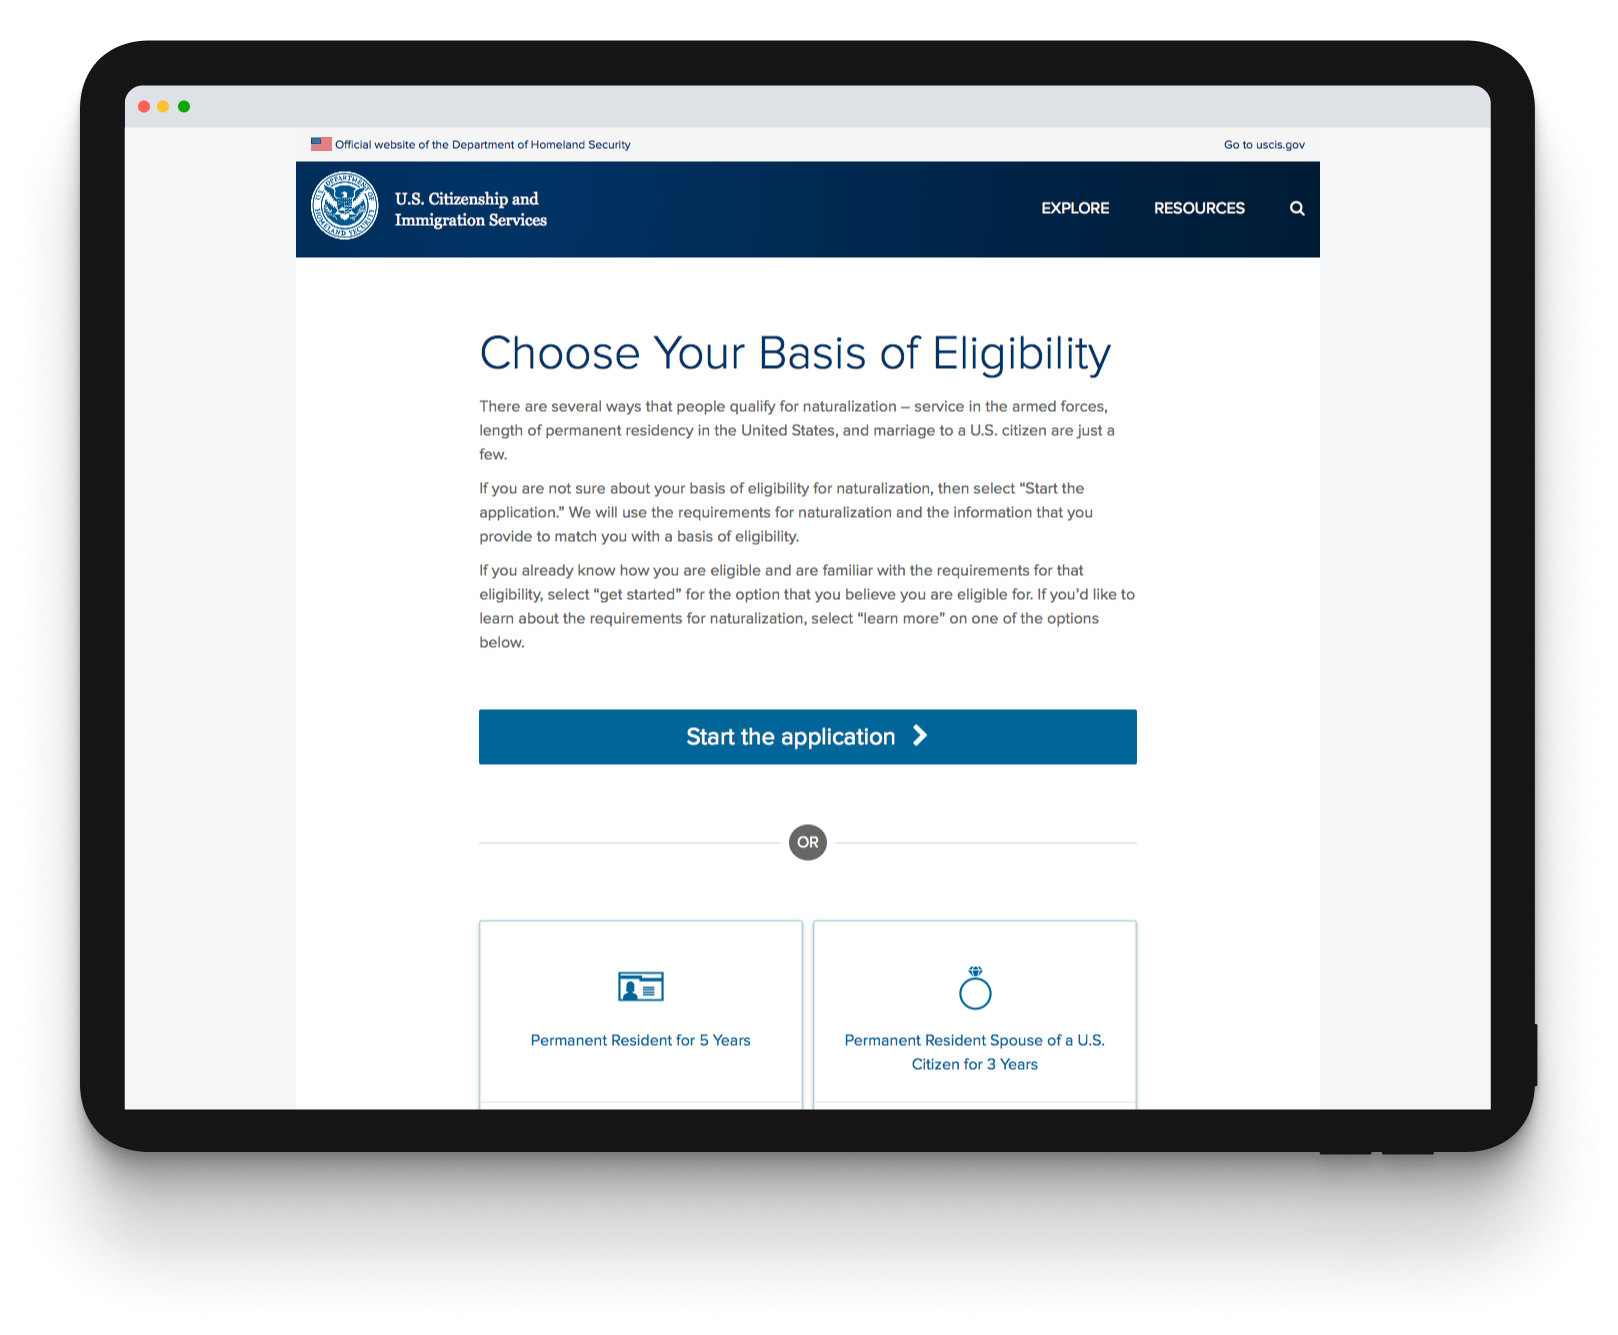 Official website of the Department of Homeland Security
Go to uscis.gov
U.S. DEPARTMENT OF HOMELAND SECURITY
U.S. Citizenship and
Immigration Services
EXPLORE
RESOURCES
Choose Your Basis of Eligibility
There are several ways that people qualify for naturalization – service in the armed forces,
length of permanent residency in the United States, and marriage to a U.S. citizen are just a
few.
If you are not sure about your basis of eligibility for naturalization, then select “Start the
application.” We will use the requirements for naturalization and the information that you
provide to match you with a basis of eligibility.
If you already know how you are eligible and are familiar with the requirements for that
eligibility, select “get started” for the option that you believe you are eligible for. If you’d like to
learn about the requirements for naturalization, select “learn more” on one of the options
below.
Start the application
OR
Permanent Resident for 5 Years
Permanent Resident Spouse of a U.S.
Citizen for 3 Years